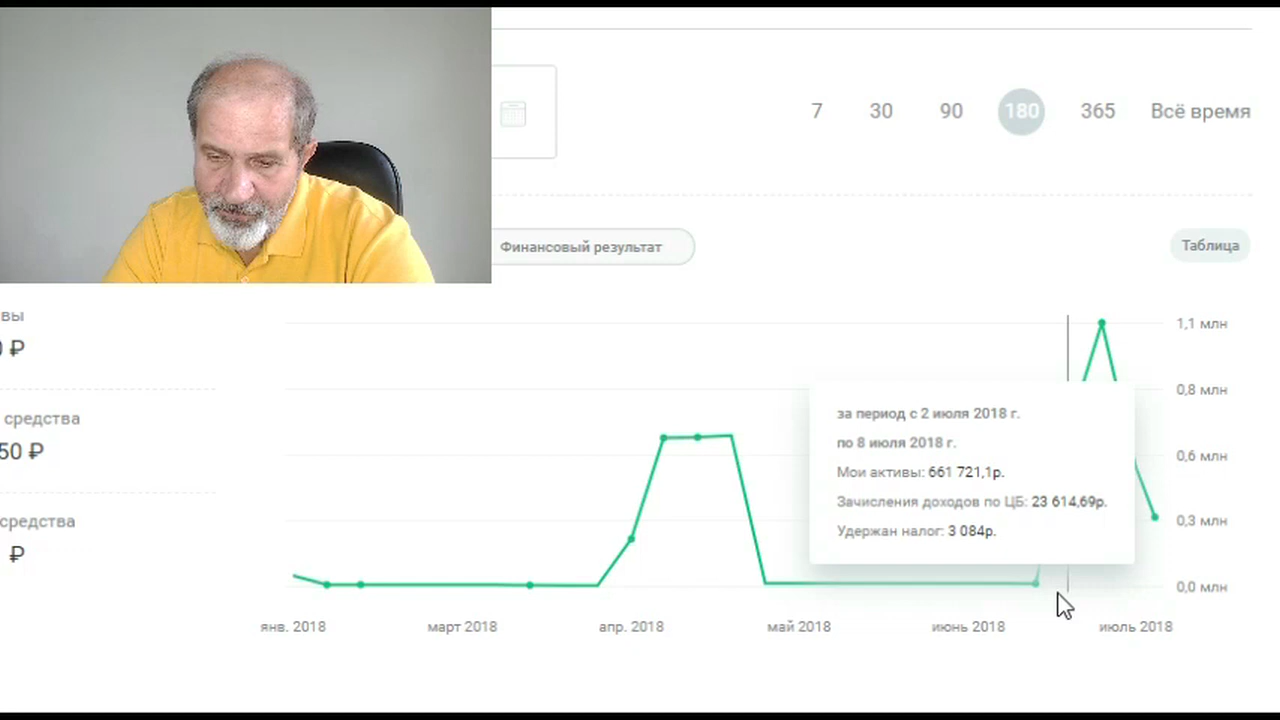 7 30 90 180 365 Всё время
Финансовый результат
Таблица
вы
0 ₽
средства
50 ₽
средства
₽
1,1 млн
0,8 млн
0,6 млн
0,3 млн
0,0 млн
за период с 2 июля 2018 г.
по 8 июля 2018 г.
Мои активы: 661 721,1р.
Зачисления доходов по ЦБ: 23 614,69р.
Удержан налог: 3 084р.
янв. 2018 март 2018 апр. 2018 май 2018 июнь 2018 июль 2018